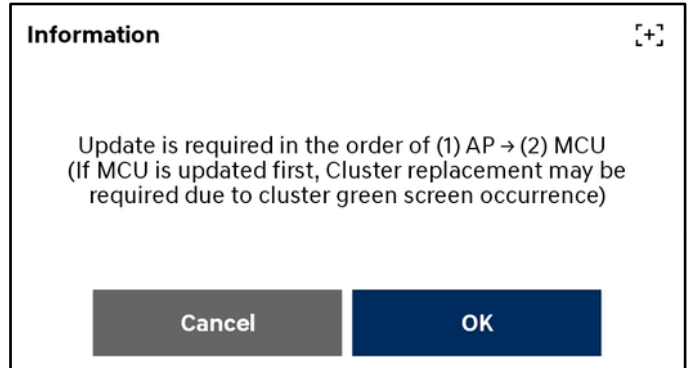 Information
Update is required in the order of (1) AP → (2) MCU
(If MCU is updated first, Cluster replacement may be
required due to cluster green screen occurrence)
Cancel
OK